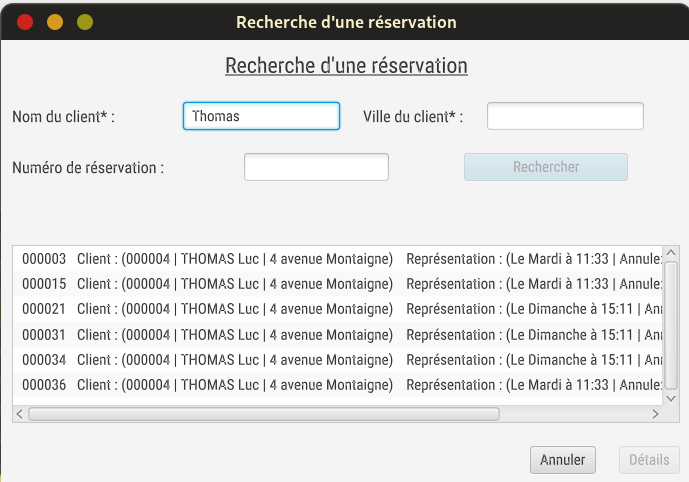 Recherche d'une réservation
Recherche d'une réservation
Nom du client* : Thomas Ville du client* :
Numéro de réservation : Rechercher
000003 Client : (000004 | THOMAS Luc | 4 avenue Montaigne) Représentation : (Le Mardi à 11:33 | Annule:
000015 Client : (000004 | THOMAS Luc | 4 avenue Montaigne) Représentation : (Le Mardi à 11:33 | Annule:
000021 Client : (000004 | THOMAS Luc | 4 avenue Montaigne) Représentation : (Le Dimanche à 15:11 | Ann
000031 Client : (000004 | THOMAS Luc | 4 avenue Montaigne) Représentation : (Le Dimanche à 15:11 | Ann
000034 Client : (000004 | THOMAS Luc | 4 avenue Montaigne) Représentation : (Le Dimanche à 15:11 | Ann
000036 Client : (000004 | THOMAS Luc | 4 avenue Montaigne) Représentation : (Le Mardi à 11:33 | Annule:
Annuler Détails